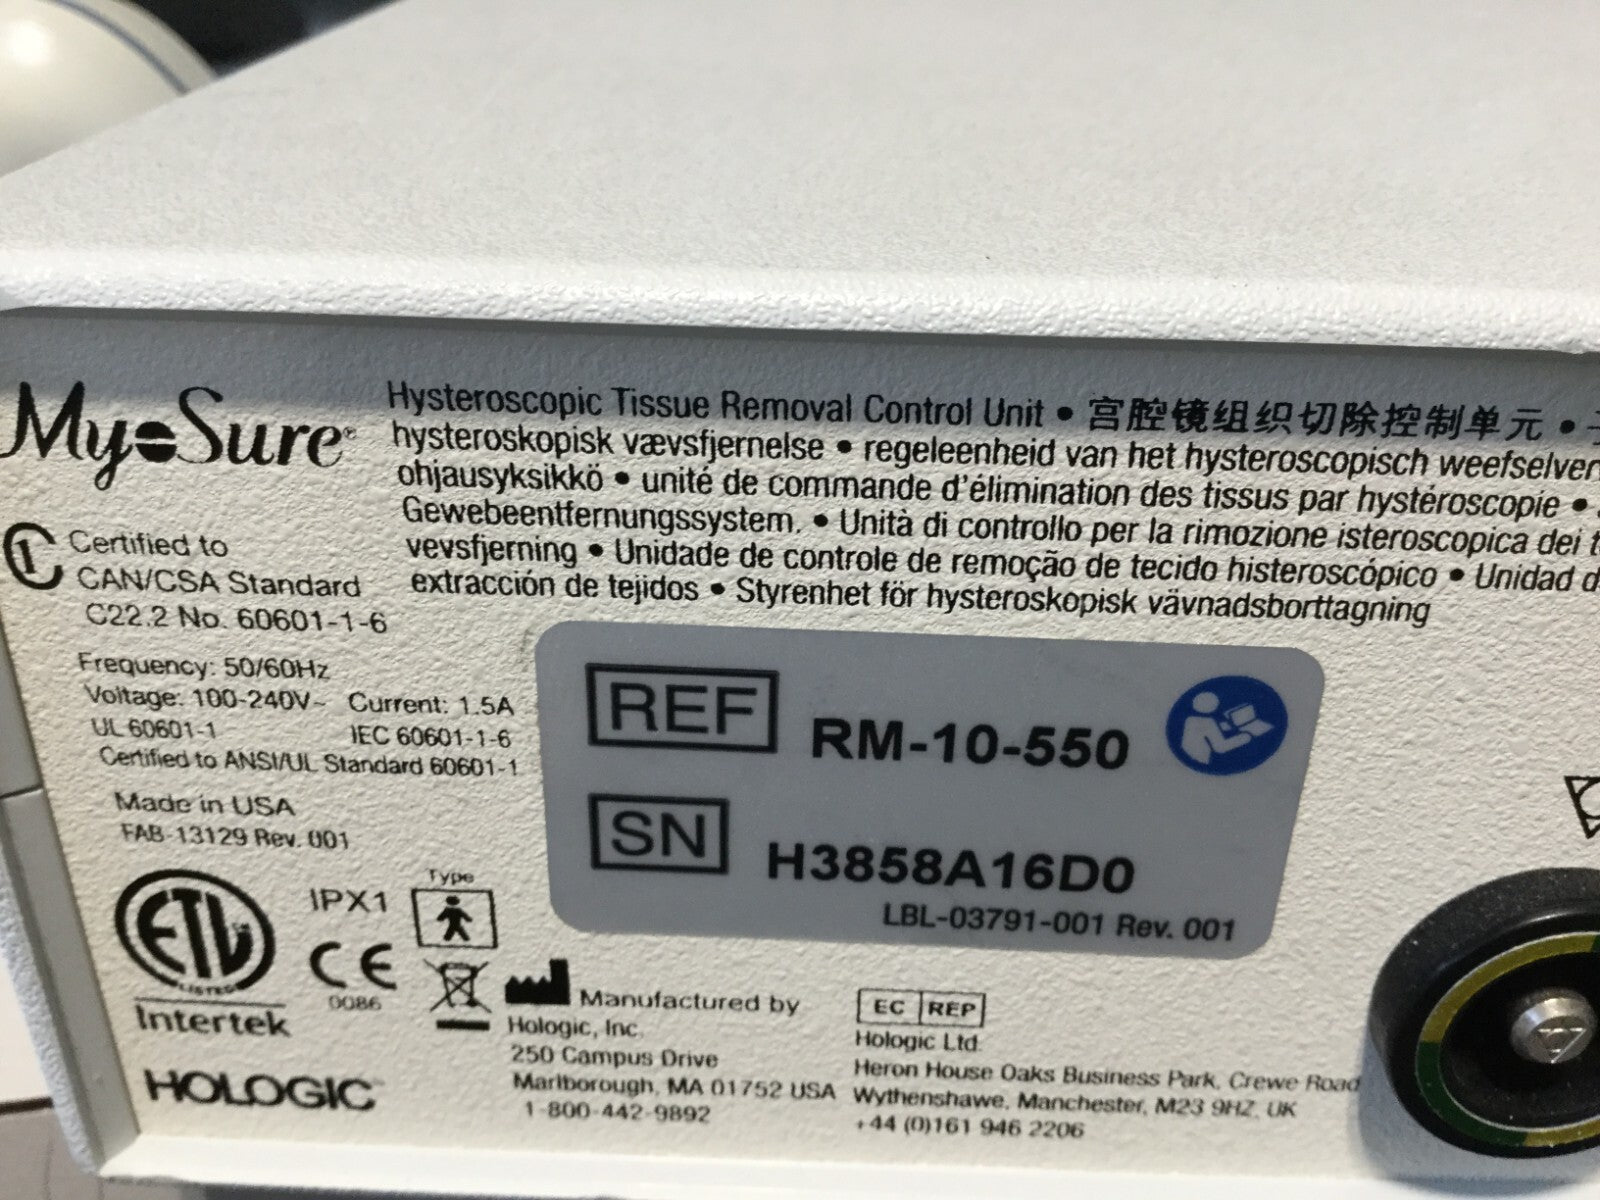 MyoSure®
Hysteroscopic Tissue Removal Control Unit • 宫腔镜组织切除控制单元 •
hysteroskopisk vævsfjernelse • regeleenheid van het hysteroscopisch
ohjausyksikkö • unité de commande d'élimination des tissus par hystéroscopie •
Gewebeentfernungssystem. • Unità di controllo per la rimozione isteroscopica dei
vevsfjerning • Unidade de controle de remoção de tecido histeroscópico • Unidad
extracción de tejidos • Styrenhet för hysteroskopisk vävnadsborttagning
Certified to
CAN/CSA Standard
C22.2 No. 60601-1-6
Frequency: 50/60Hz
Voltage: 100-240V~ Current: 1.5A
UL 60601-1 IEC 60601-1-6
Certified to ANSI/UL Standard 60601-1
Made in USA
FAB-13129 Rev. 001
REF RM-10-550
SN H3858A16D0
LBL-03791-001 Rev. 001
ETL
LISTED
Intertek
IPX1
CE
0086
Type
HOLOGIC
Manufactured by
Hologic, Inc.
250 Campus Drive
Marlborough, MA 01752 USA
1-800-442-9892
EC REP
Hologic Ltd.
Heron House Oaks Business Park, Crewe Road
Wythenshawe, Manchester, M23 9HZ, UK
+44 (0)161 946 2206